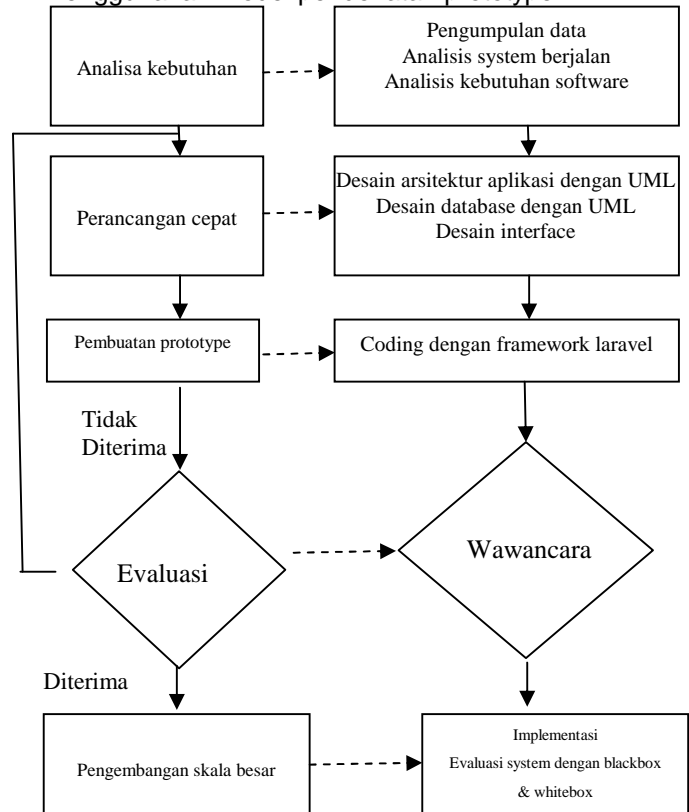 Analisa kebutuhan
Pengumpulan data
Analisis system berjalan
Analisis kebutuhan software
Perancangan cepat
Desain arsitektur aplikasi dengan UML
Desain database dengan UML
Desain interface
Pembuatan prototype
Coding dengan framework laravel
Tidak
Diterima
Evaluasi
Wawancara
Diterima
Pengembangan skala besar
Implementasi
Evaluasi system dengan blackbox
& whitebox